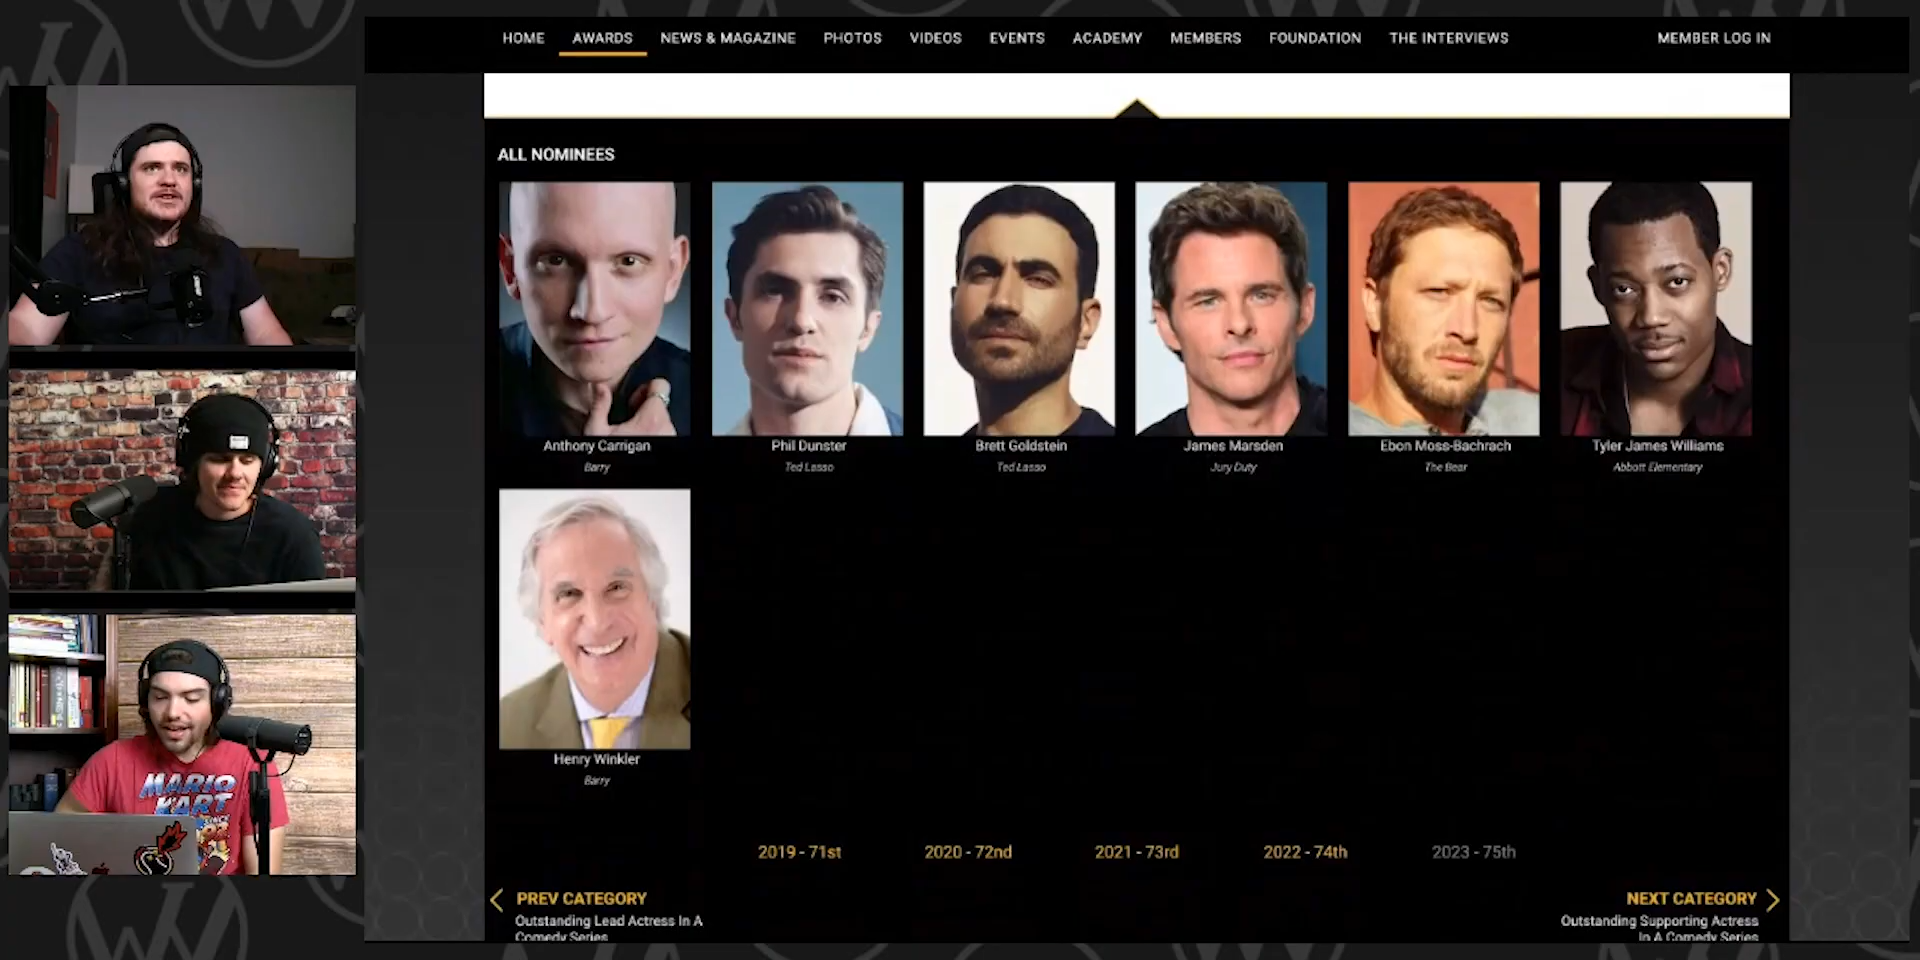 HOME AWARDS NEWS & MAGAZINE PHOTOS VIDEOS EVENTS ACADEMY MEMBERS FOUNDATION THE INTERVIEWS MEMBER LOG IN
ALL NOMINEES
Anthony Carrigan
Barry
Phil Dunster
Ted Lasso
Brett Goldstein
Ted Lasso
James Marsden
Jury Duty
Ebon Moss-Bachrach
The Bear
Tyler James Williams
Abbott Elementary
Henry Winkler
Barry
MARIO
KART
2019 - 71st 2020 - 72nd 2021 - 73rd 2022 - 74th 2023 - 75th
PREV CATEGORY
Outstanding Lead Actress In A
Comedy Series
NEXT CATEGORY
Outstanding Supporting Actress
In A Comedy Series